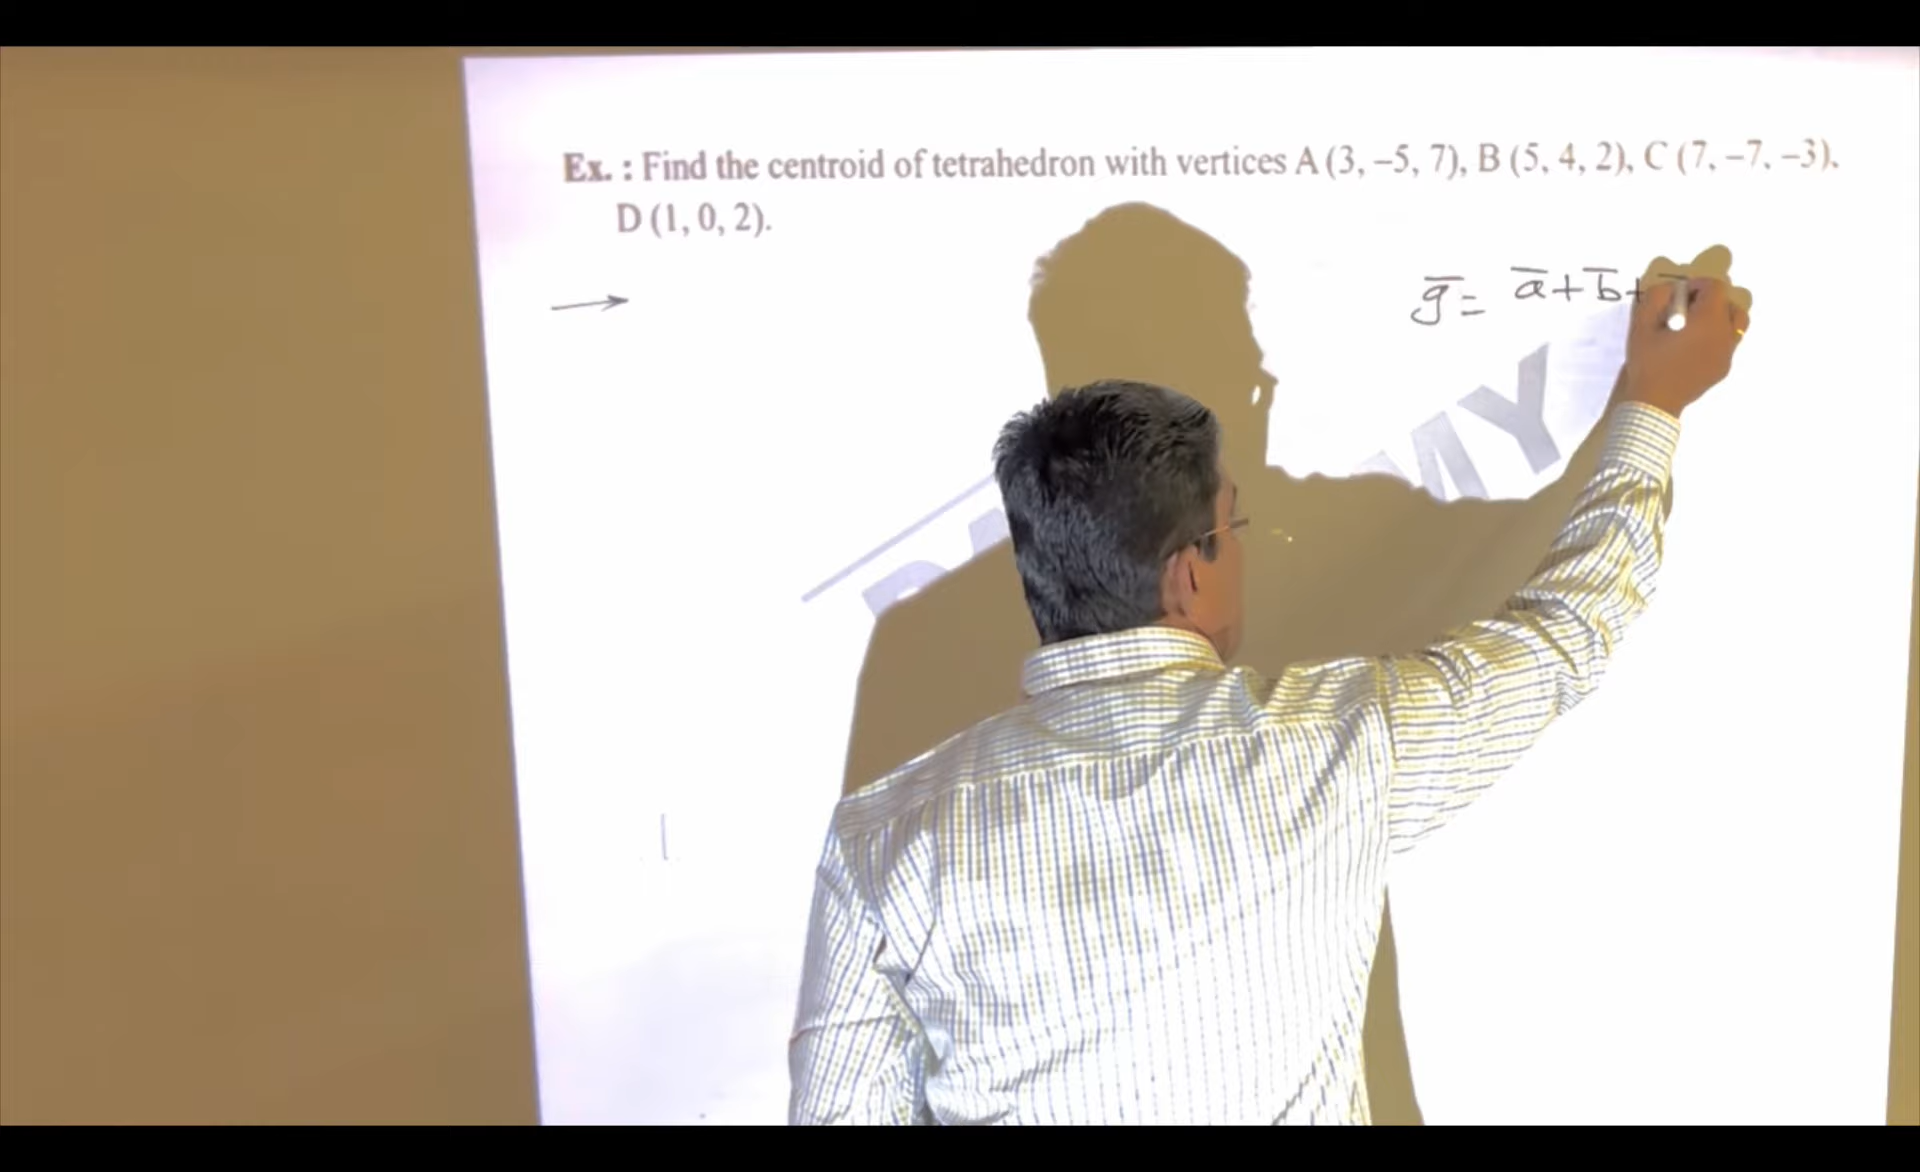 Ex. : Find the centroid of tetrahedron with vertices A (3, –5, 7), B (5, 4, 2), C (7, –7, –3),
D (1, 0, 2).
→
g̅ = a̅ + b̅ +
MY